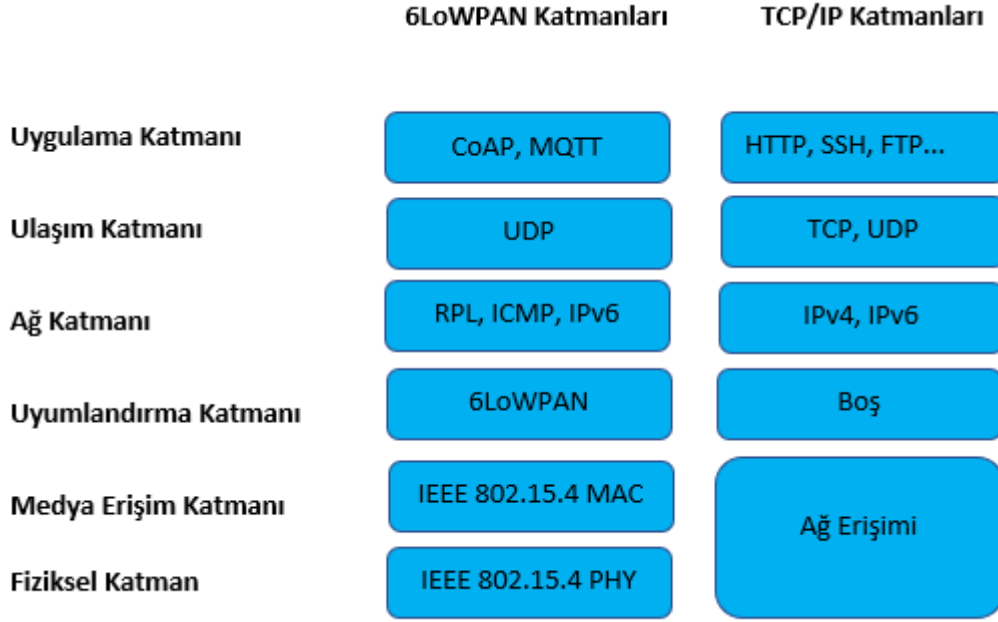 6LoWPAN Katmanları TCP/IP Katmanları
Uygulama Katmanı CoAP, MQTT HTTP, SSH, FTP...
Ulaşım Katmanı UDP TCP, UDP
Ağ Katmanı RPL, ICMP, IPv6 IPv4, IPv6
Uyumlandırma Katmanı 6LoWPAN Boş
Medya Erişim Katmanı IEEE 802.15.4 MAC Ağ Erişimi
Fiziksel Katman IEEE 802.15.4 PHY